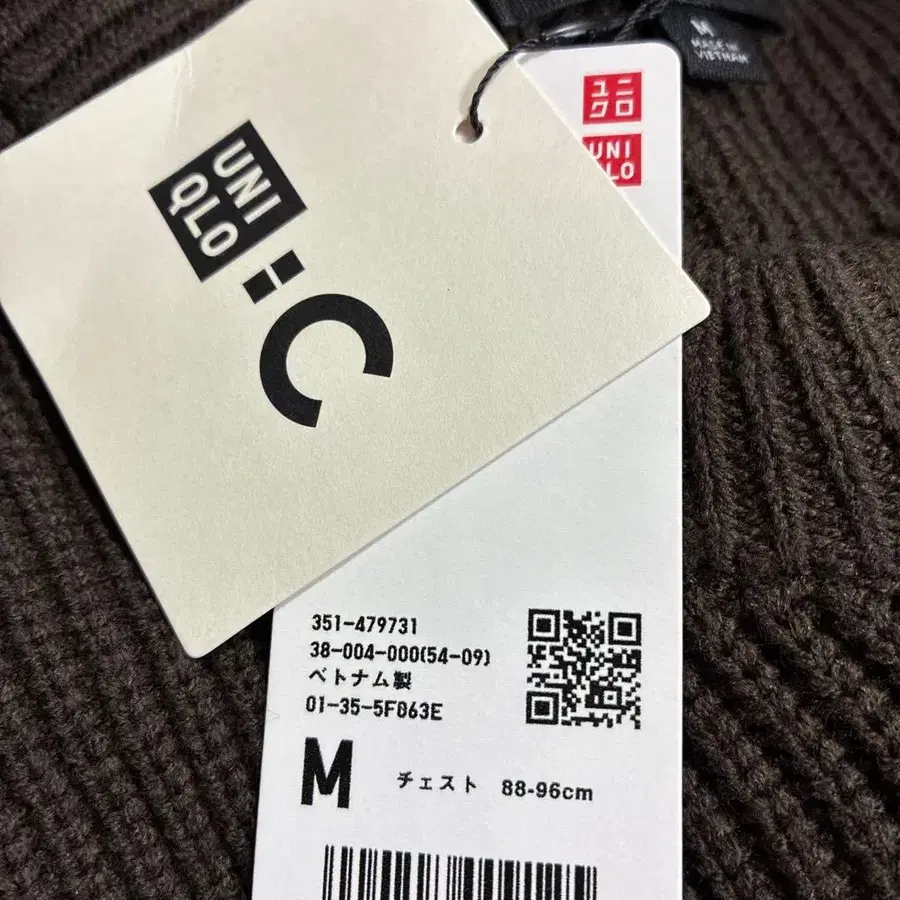 UNI
QLO
:C
ユニ
クロ
UNI
QLO
M
MADE IN
VIETNAM
351-479731
38-004-000(54-09)
ベトナム製
01-35-5F063E
M
チェスト 88-96cm